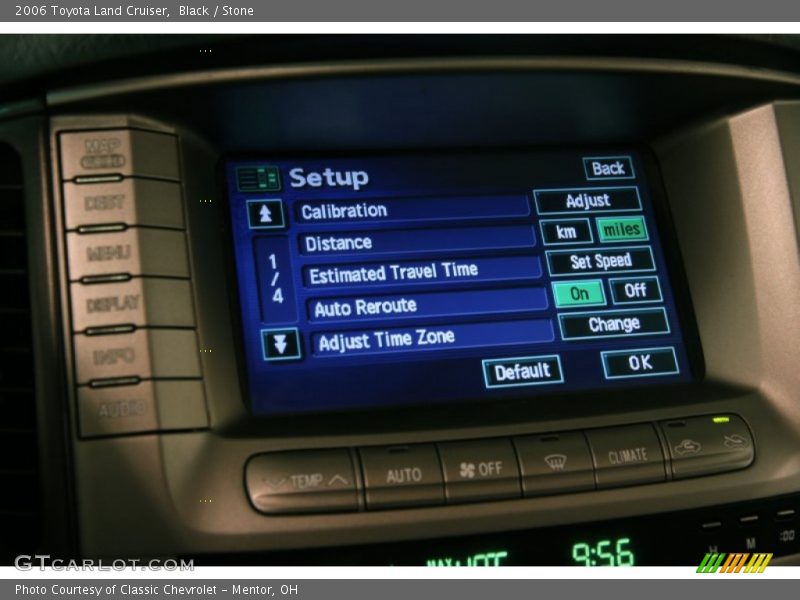 2006 Toyota Land Cruiser, Black / Stone
MAP
DEST
MENU
DISPLAY
INFO
AUDIO
Setup
Back
Calibration
Adjust
Distance
km
miles
1/4
Estimated Travel Time
Set Speed
Auto Reroute
On
Off
Adjust Time Zone
Change
Default
OK
TEMP
AUTO
OFF
CLIMATE
9:56
H
M
:00
GTCARLOT.COM
Photo Courtesy of Classic Chevrolet - Mentor, OH